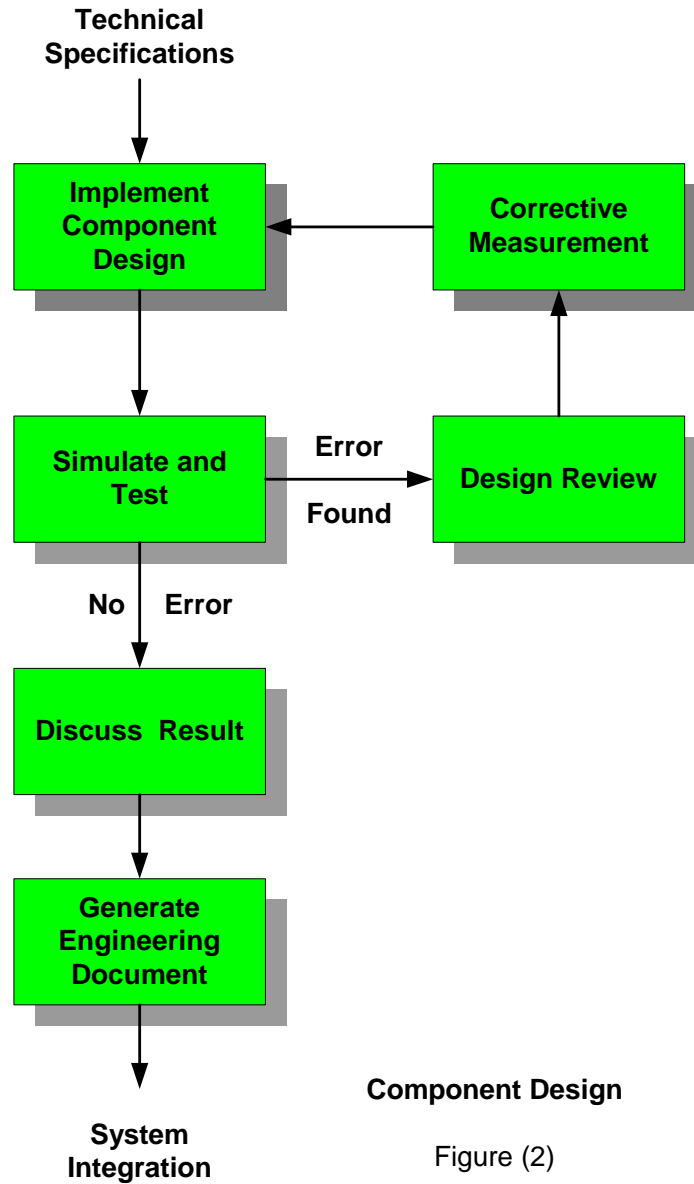 Technical
Specifications
Implement
Component
Design
Corrective
Measurement
Simulate and
Test
Error
Found
Design Review
No Error
Discuss Result
Generate
Engineering
Document
System
Integration
Component Design
Figure (2)